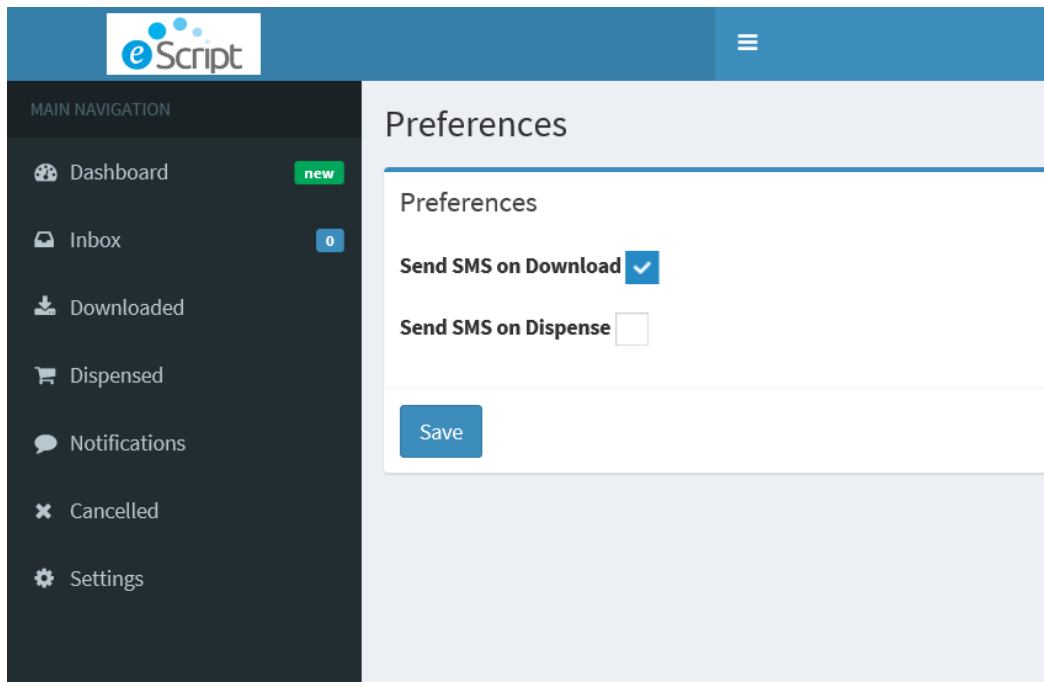 eScript
MAIN NAVIGATION
Dashboard new
Inbox 0
Downloaded
Dispensed
Notifications
Cancelled
Settings
Preferences
Preferences
Send SMS on Download
Send SMS on Dispense
Save